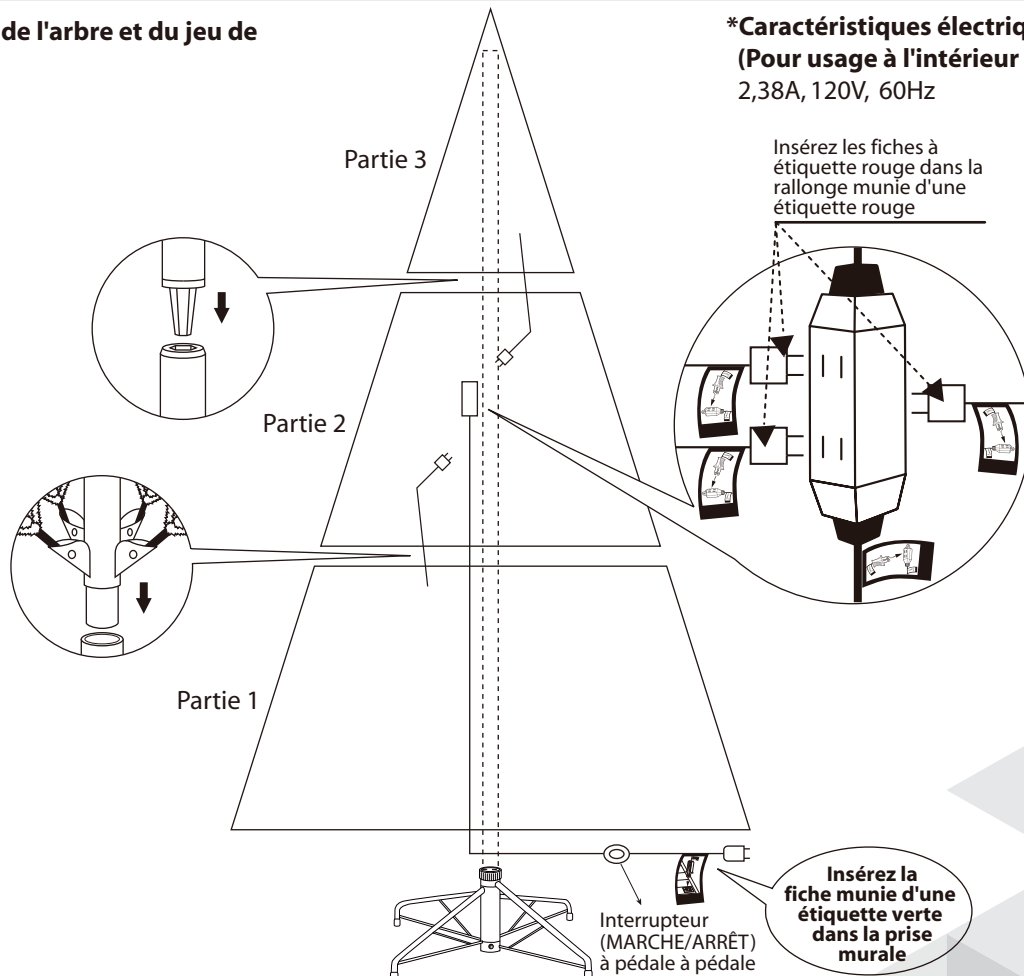 de l'arbre et du jeu de
*Caractéristiques électriq
(Pour usage à l'intérieur
2,38A, 120V, 60Hz
Insérez les fiches à
étiquette rouge dans la
rallonge munie d'une
étiquette rouge
Partie 3
Partie 2
Partie 1
Interrupteur
(MARCHE/ARRÊT)
à pédale à pédale
Insérez la
fiche munie d'une
étiquette verte
dans la prise
murale